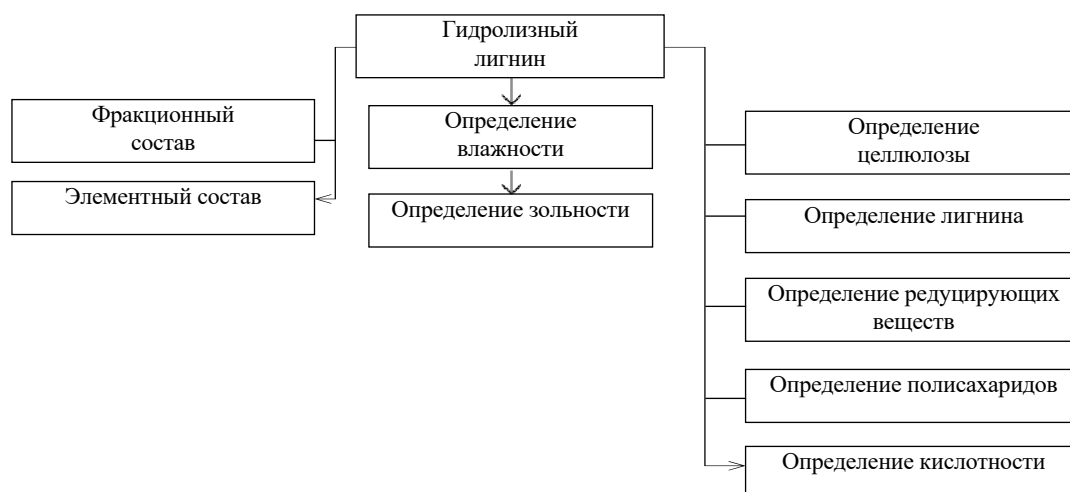 Гидролизный
лигнин
Фракционный
состав
Элементный состав
Определение
влажности
Определение зольности
Определение
целлюлозы
Определение лигнина
Определение редуцирующих
веществ
Определение полисахаридов
Определение кислотности